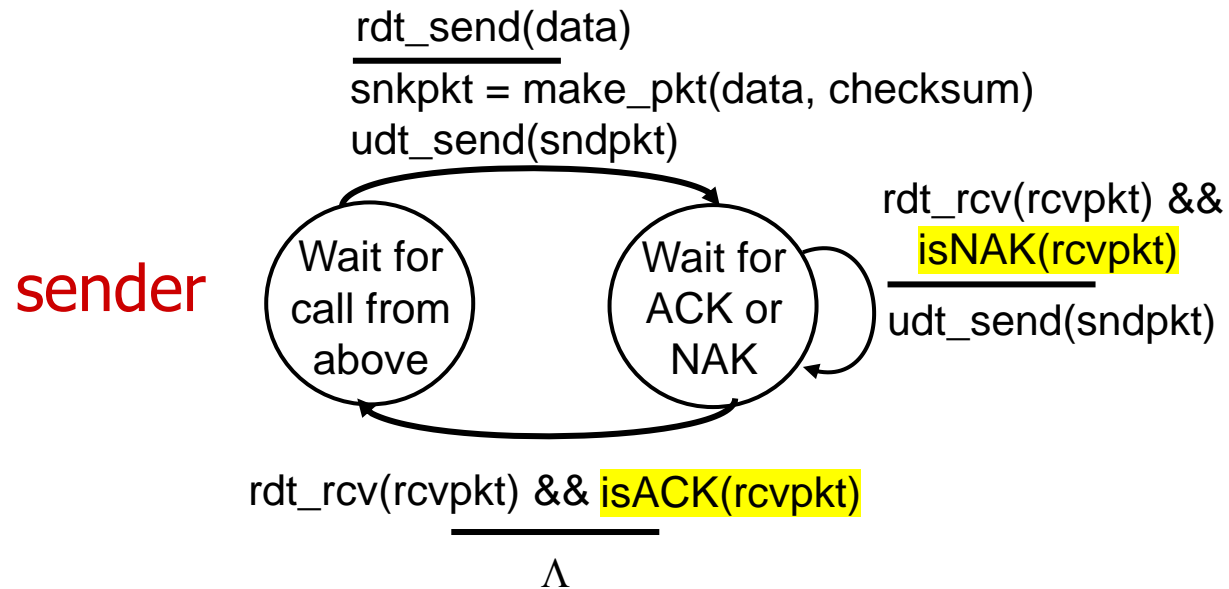 rdt_send(data)
snkpkt = make_pkt(data, checksum)
udt_send(sndpkt)
sender
Wait for
call from
above
Wait for
ACK or
NAK
rdt_rcv(rcvpkt) &&
isNAK(rcvpkt)
udt_send(sndpkt)
rdt_rcv(rcvpkt) && isACK(rcvpkt)
Λ